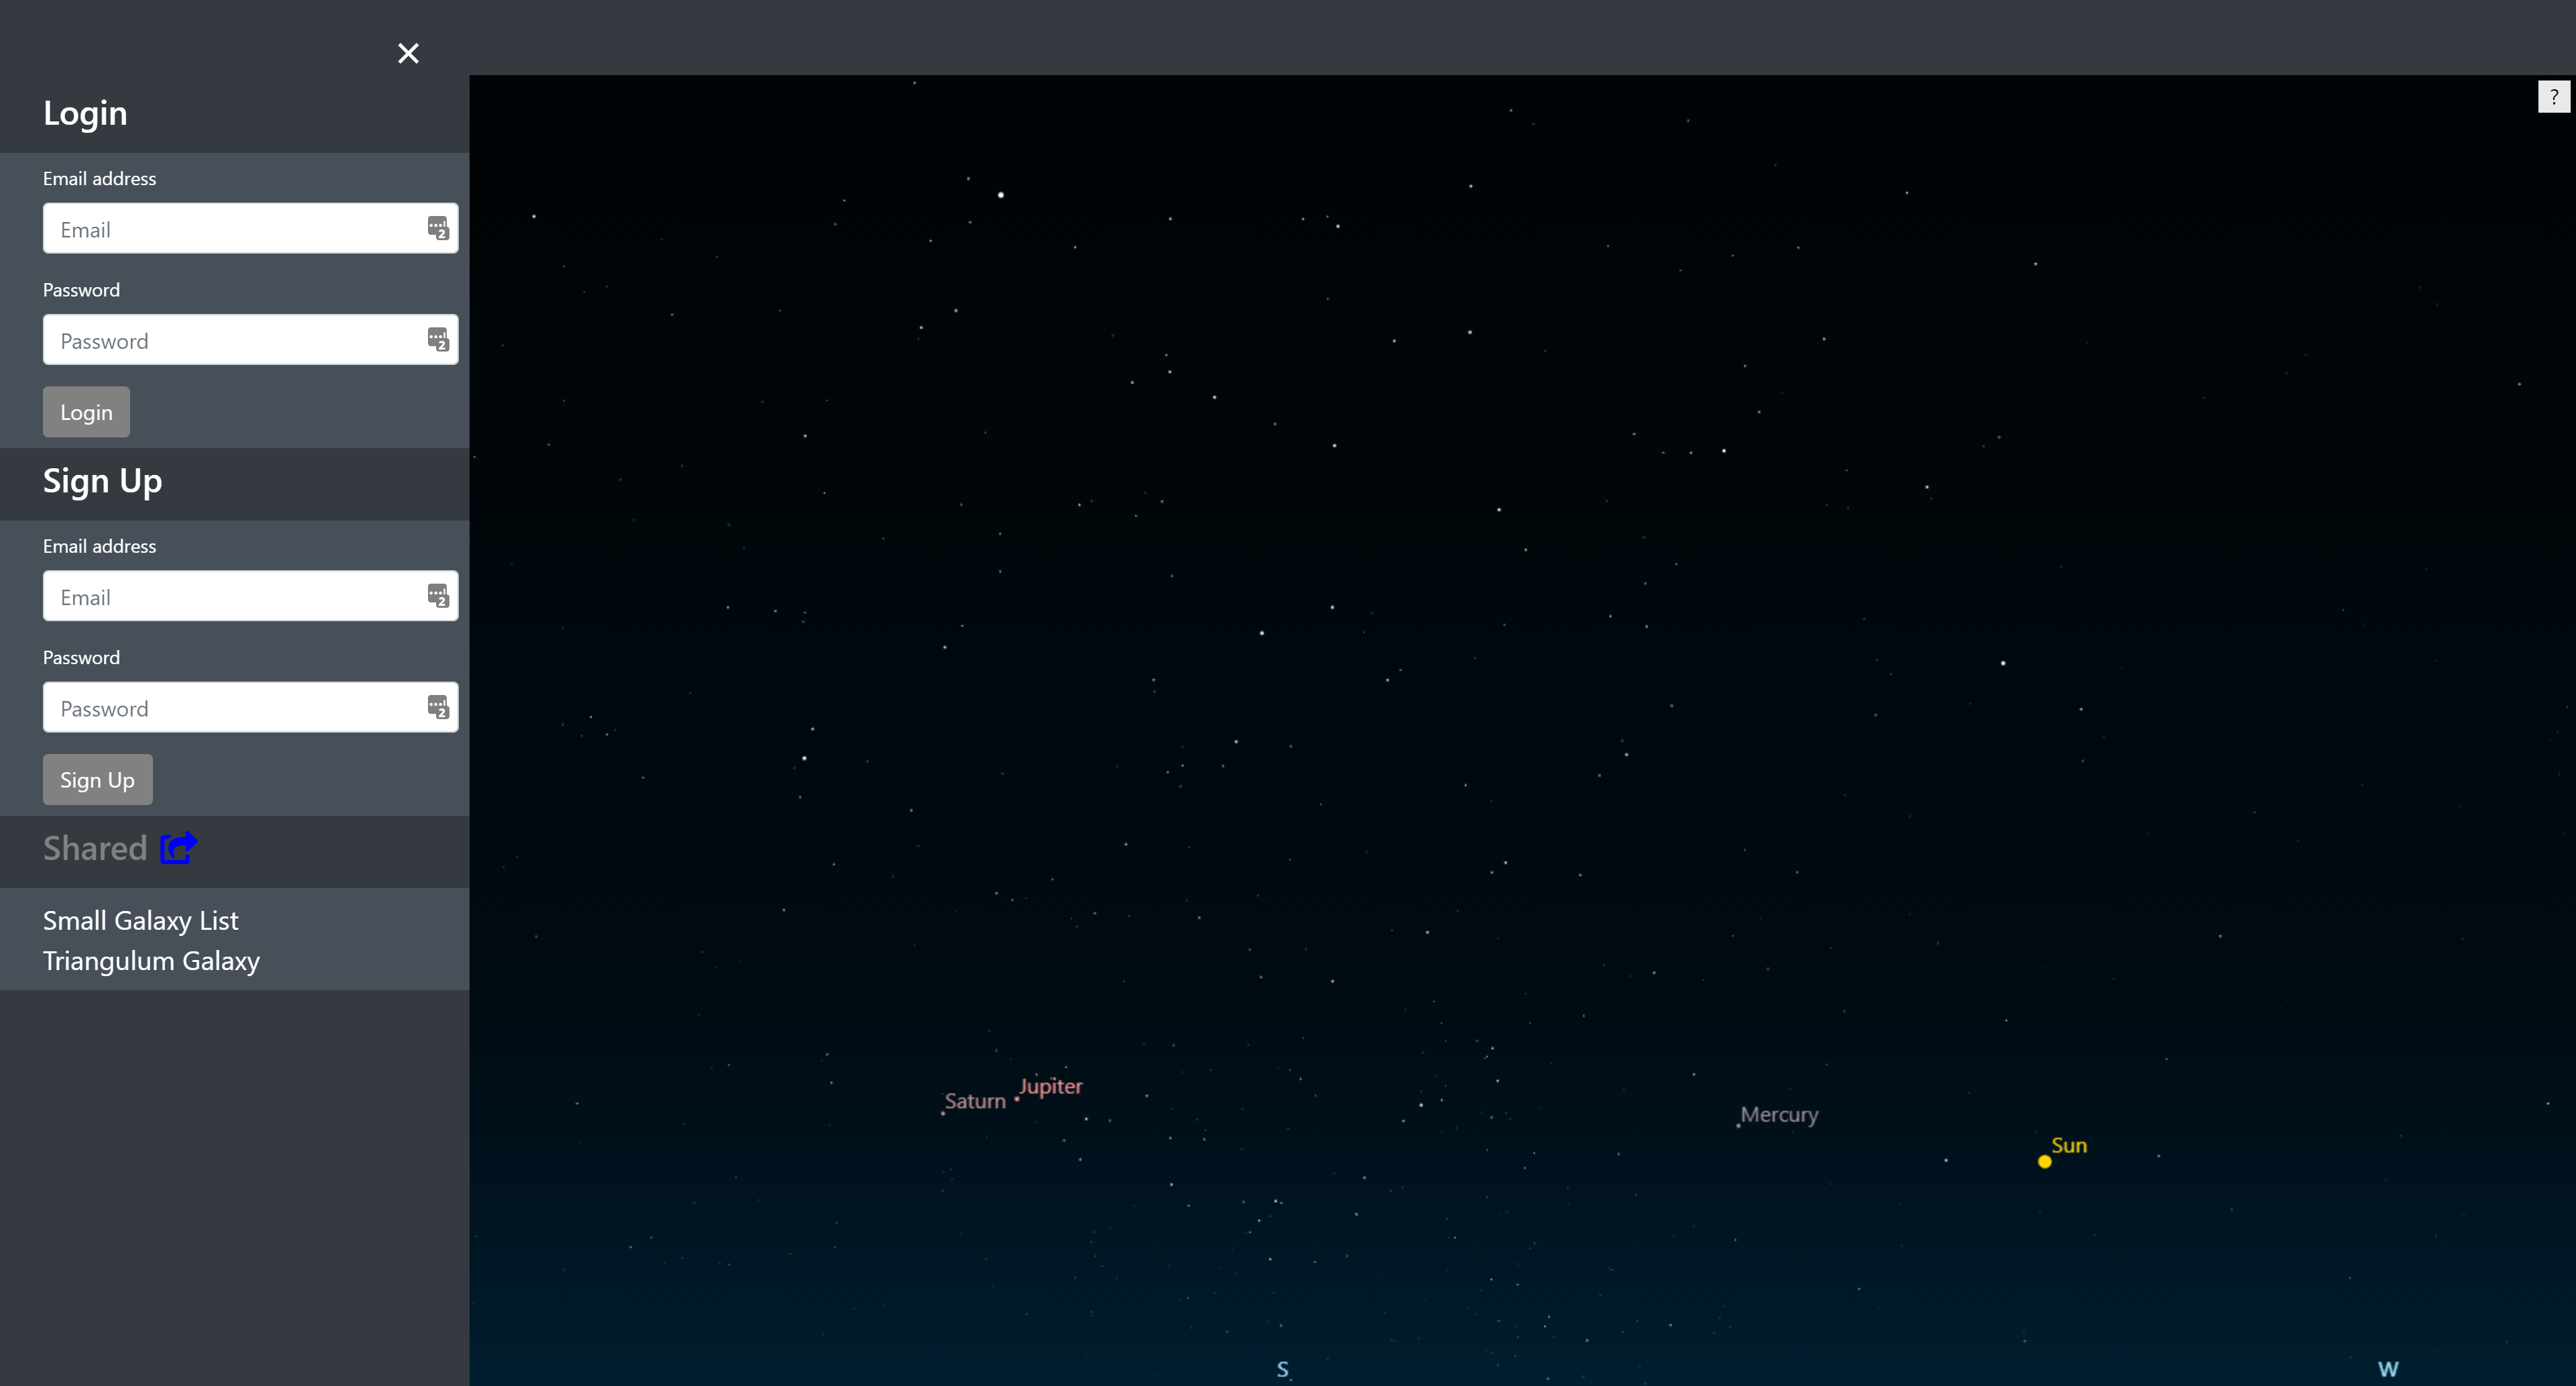 ×
Login
Email address
Email
Password
Password
Login
Sign Up
Email address
Email
Password
Password
Sign Up
Shared
Small Galaxy List
Triangulum Galaxy
?
Jupiter
Saturn
Mercury
Sun
S
W